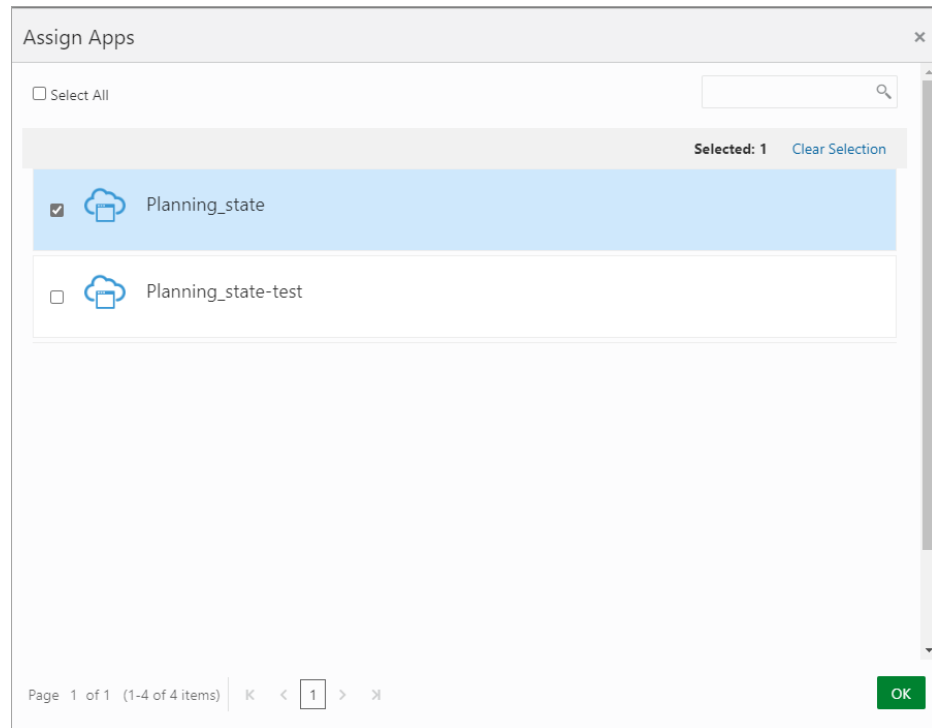 Assign Apps
Select All
Selected: 1 Clear Selection
Planning_state
Planning_state-test
Page 1 of 1 (1-4 of 4 items) 1
OK